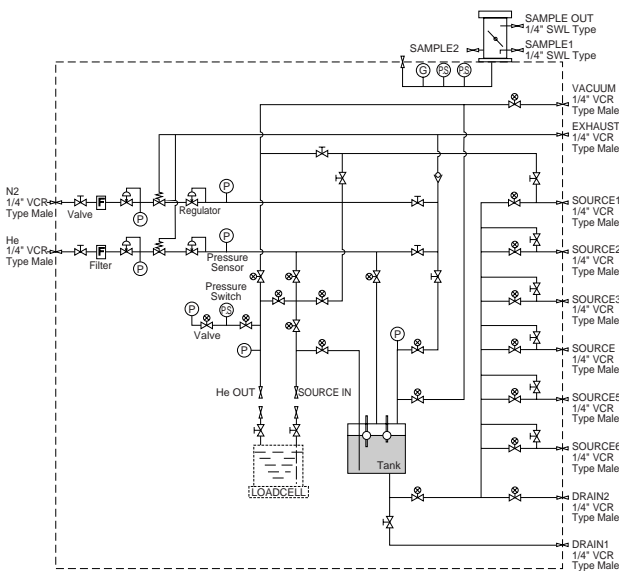 SAMPLE OUT
1/4" SWL Type
SAMPLE2
SAMPLE1
1/4" SWL Type
G
P.S
P.S
VACUUM
1/4" VCR
Type Male
EXHAUST
1/4" VCR
Type Male
N2
1/4" VCR
Type Male
Valve
F
P
Regulator
P
SOURCE1
1/4" VCR
Type Male
He
1/4" VCR
Type Male
F
Filter
P
P
Pressure
Sensor
SOURCE2
1/4" VCR
Type Male
Pressure
Switch
P
P.S
Valve
SOURCE3
1/4" VCR
Type Male
P
P
SOURCE
1/4" VCR
Type Male
He OUT
SOURCE IN
SOURCE5
1/4" VCR
Type Male
SOURCE6
1/4" VCR
Type Male
Tank
LOADCELL
DRAIN2
1/4" VCR
Type Male
DRAIN1
1/4" VCR
Type Male